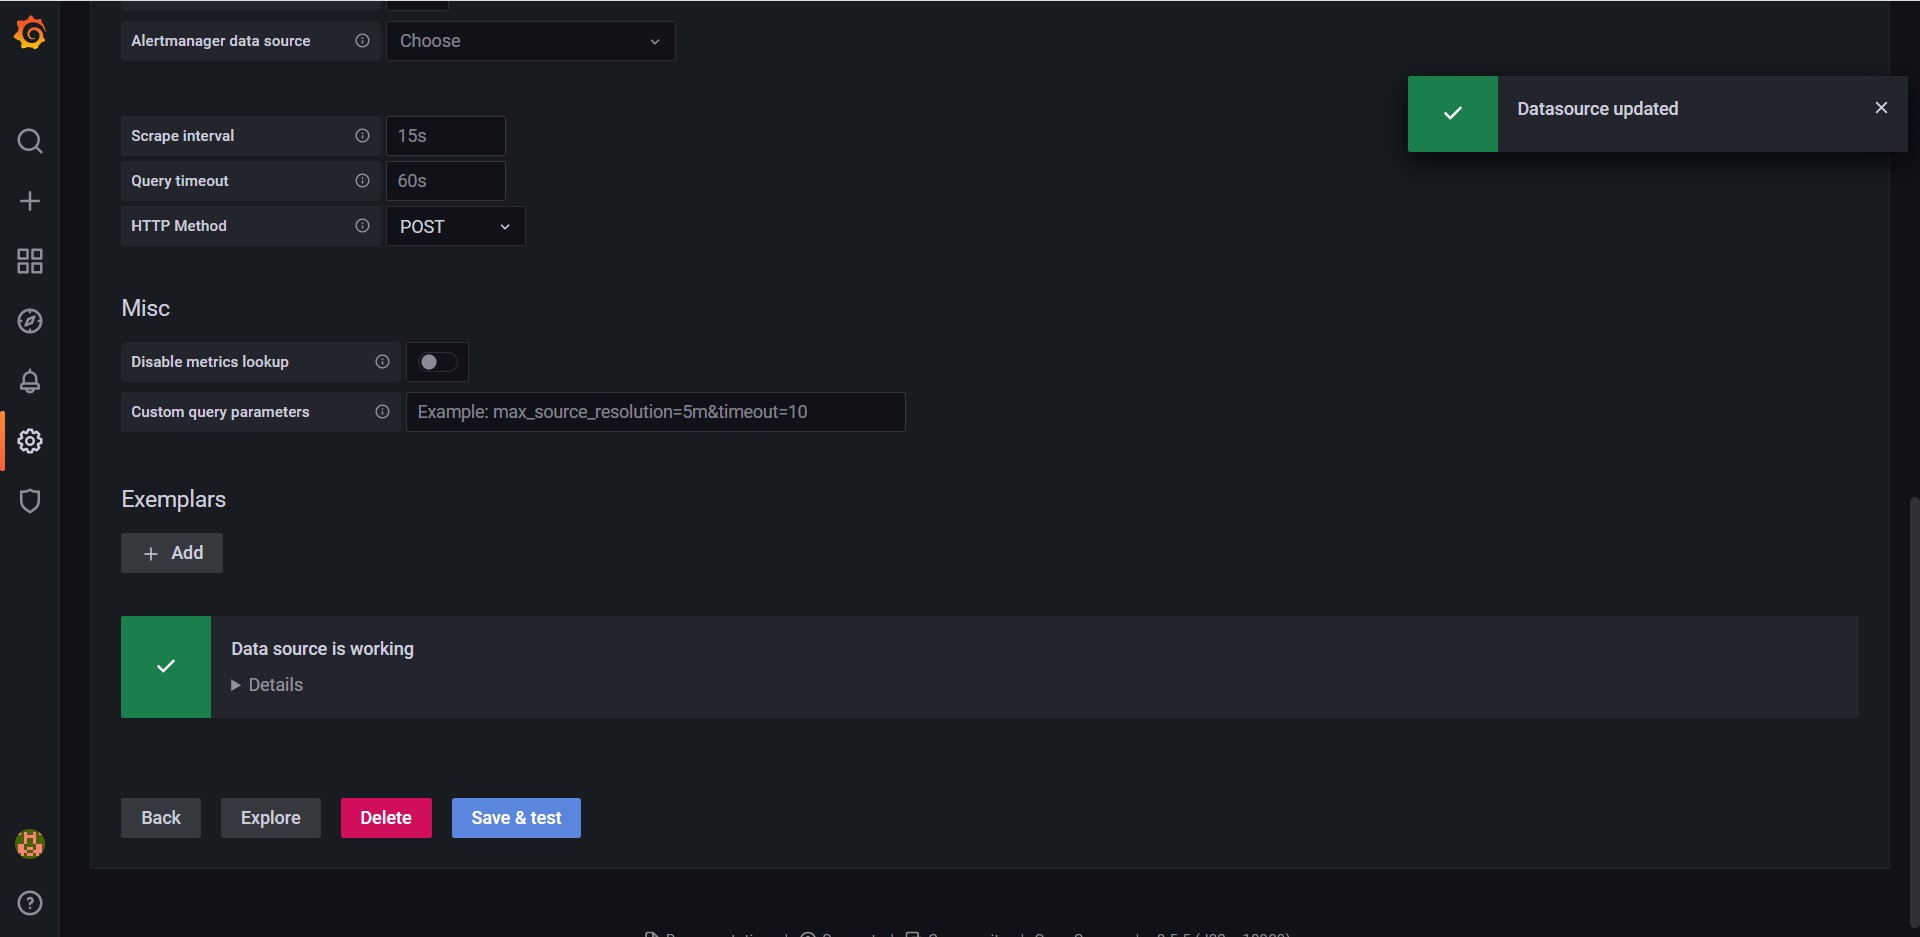 Alertmanager data source Choose
Datasource updated
Scrape interval 15s
Query timeout 60s
HTTP Method POST
Misc
Disable metrics lookup
Custom query parameters Example: max_source_resolution=5m&timeout=10
Exemplars
Add
Data source is working
Details
Back Explore Delete Save & test